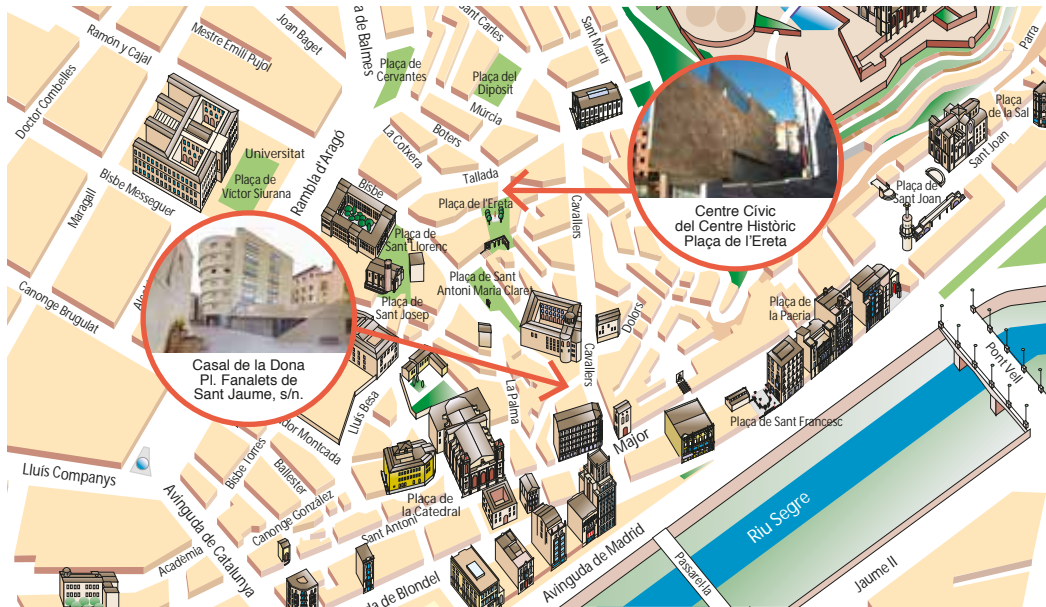 Ramón y Cajal
Mestre Emili Pujol
Joan Baget
a de Balmes
Sant Carles
Sant Martí
Parra
Doctor Combelles
Plaça de
Cervantes
Plaça del
Dipòsit
Múrcia
Boters
La Cotxera
Tallada
Plaça
de la Sal
Sant Joan
Plaça de
Sant Joan
Universitat
Plaça de
Víctor Siurana
Rambla d'Aragó
Bisbe
Plaça de l'Ereta
Cavallers
Centre Cívic
del Centre Històric
Plaça de l'Ereta
Maragall
Bisbe Messeguer
Plaça de
Sant Llorenç
Plaça de Sant
Antoni Maria Claret
Plaça de
Sant Josep
Canonge Brugulat
Dolors
Plaça de
la Paeria
Pont Vell
Casal de la Dona
Pl. Fanalets de
Sant Jaume, s/n.
Cavallers
La Palma
Lluís Besa
dor Montcada
Major
Plaça de Sant Francesc
Lluís Companys
Bisbe Torres
Ballester
Canonge González
Plaça de
la Catedral
Sant Antoni
Avinguda de Catalunya
Acadèmia
da de Blondel
Avinguda de Madrid
Riu Segre
Passarel·la
Jaume II